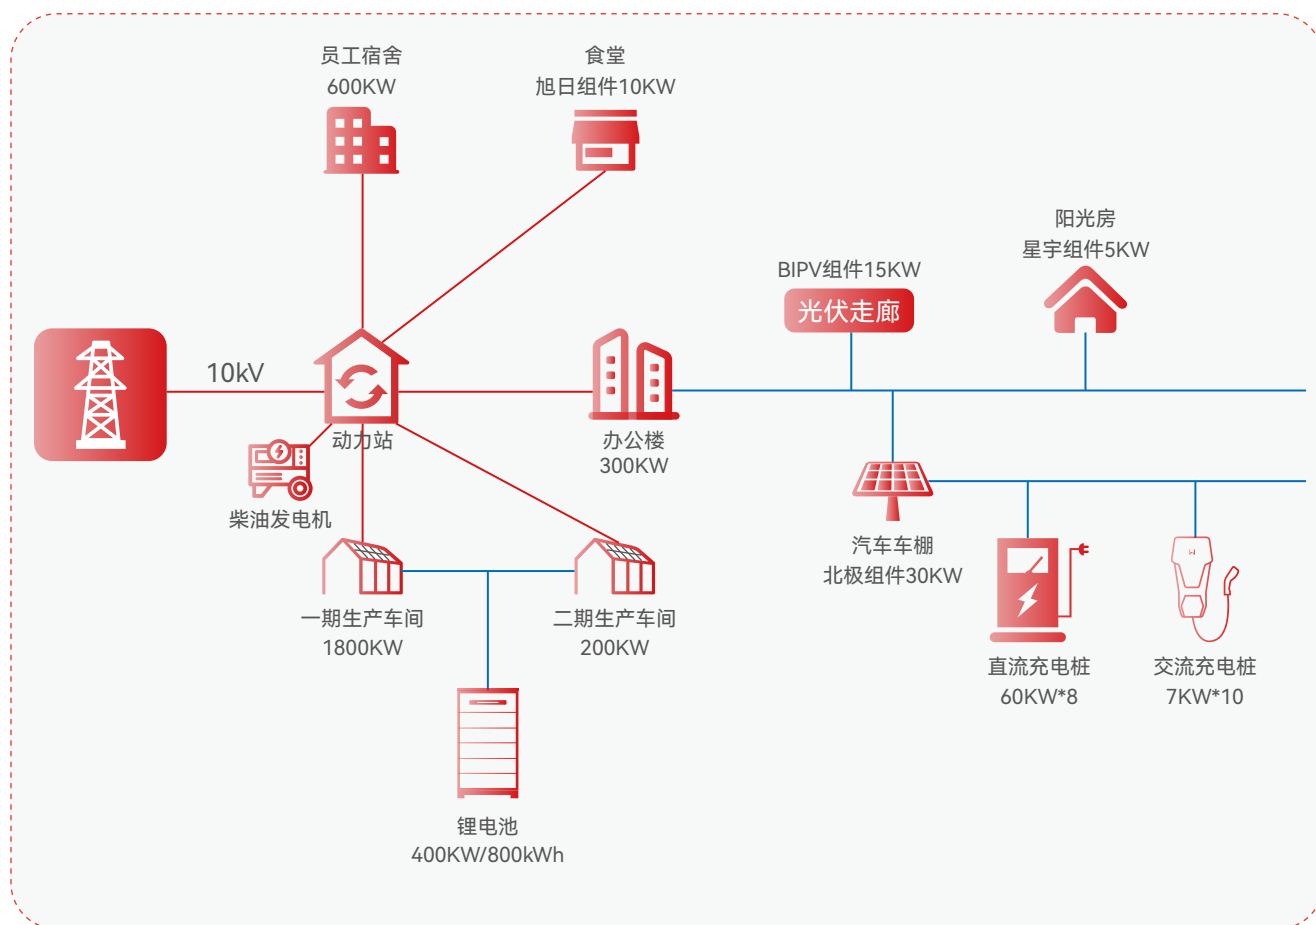 员工宿舍
600KW
食堂
旭日组件10KW
阳光房
星宇组件5KW
BIPV组件15KW
光伏走廊
10kV
动力站
办公楼
300KW
柴油发电机
汽车车棚
北极组件30KW
一期生产车间
1800KW
二期生产车间
200KW
直流充电桩
60KW*8
交流充电桩
7KW*10
锂电池
400KW/800kWh